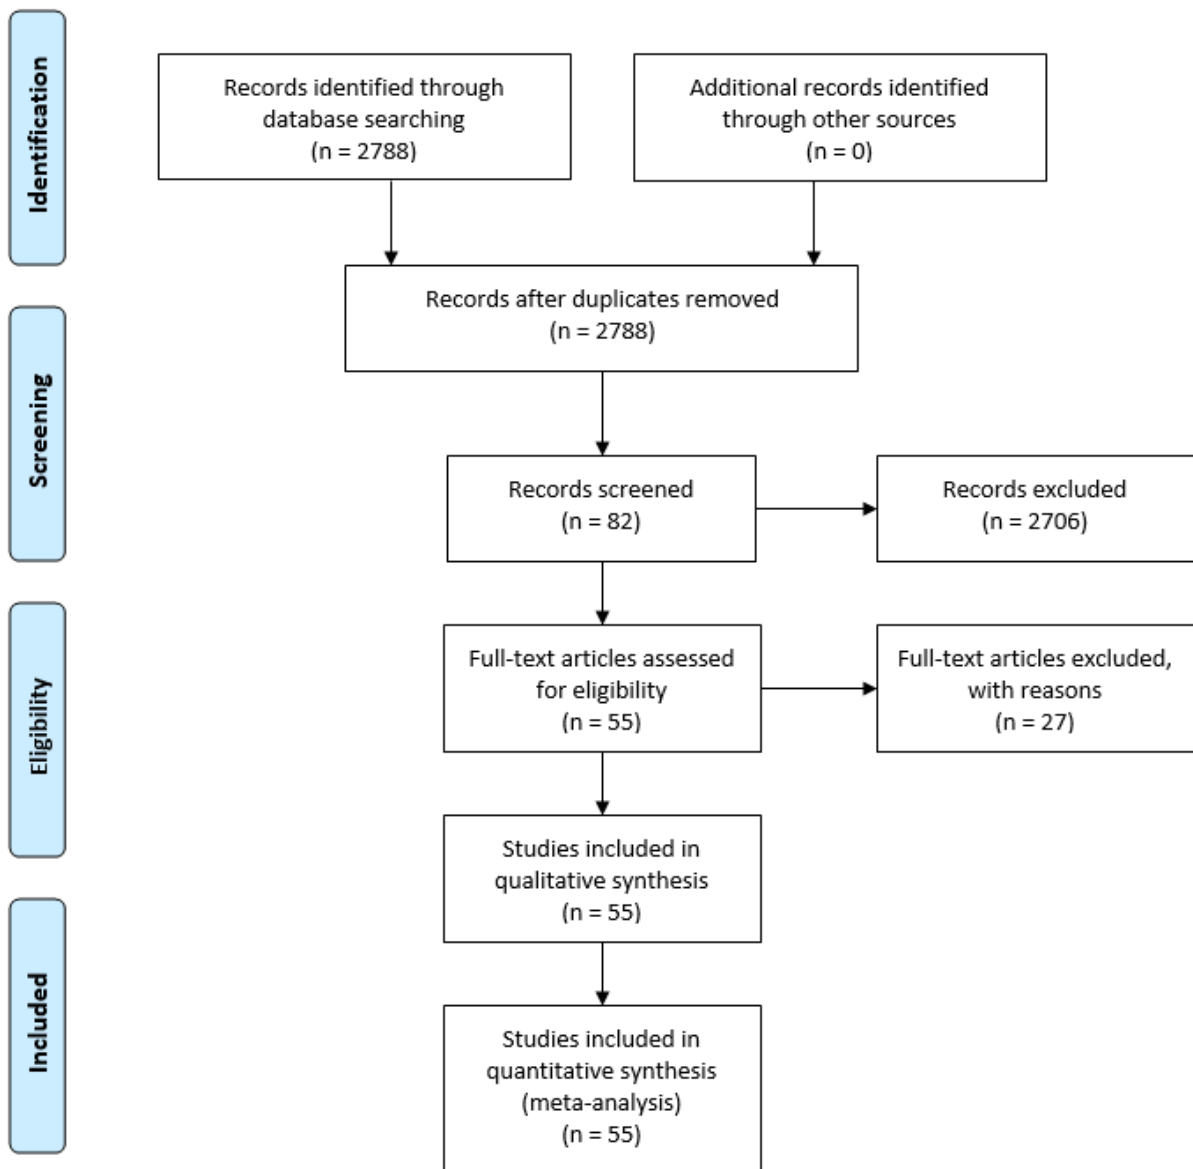 Identification
Records identified through
database searching
(n = 2788)
Additional records identified
through other sources
(n = 0)
Records after duplicates removed
(n = 2788)
Screening
Records screened
(n = 82)
Records excluded
(n = 2706)
Eligibility
Full-text articles assessed
for eligibility
(n = 55)
Full-text articles excluded,
with reasons
(n = 27)
Studies included in
qualitative synthesis
(n = 55)
Included
Studies included in
quantitative synthesis
(meta-analysis)
(n = 55)